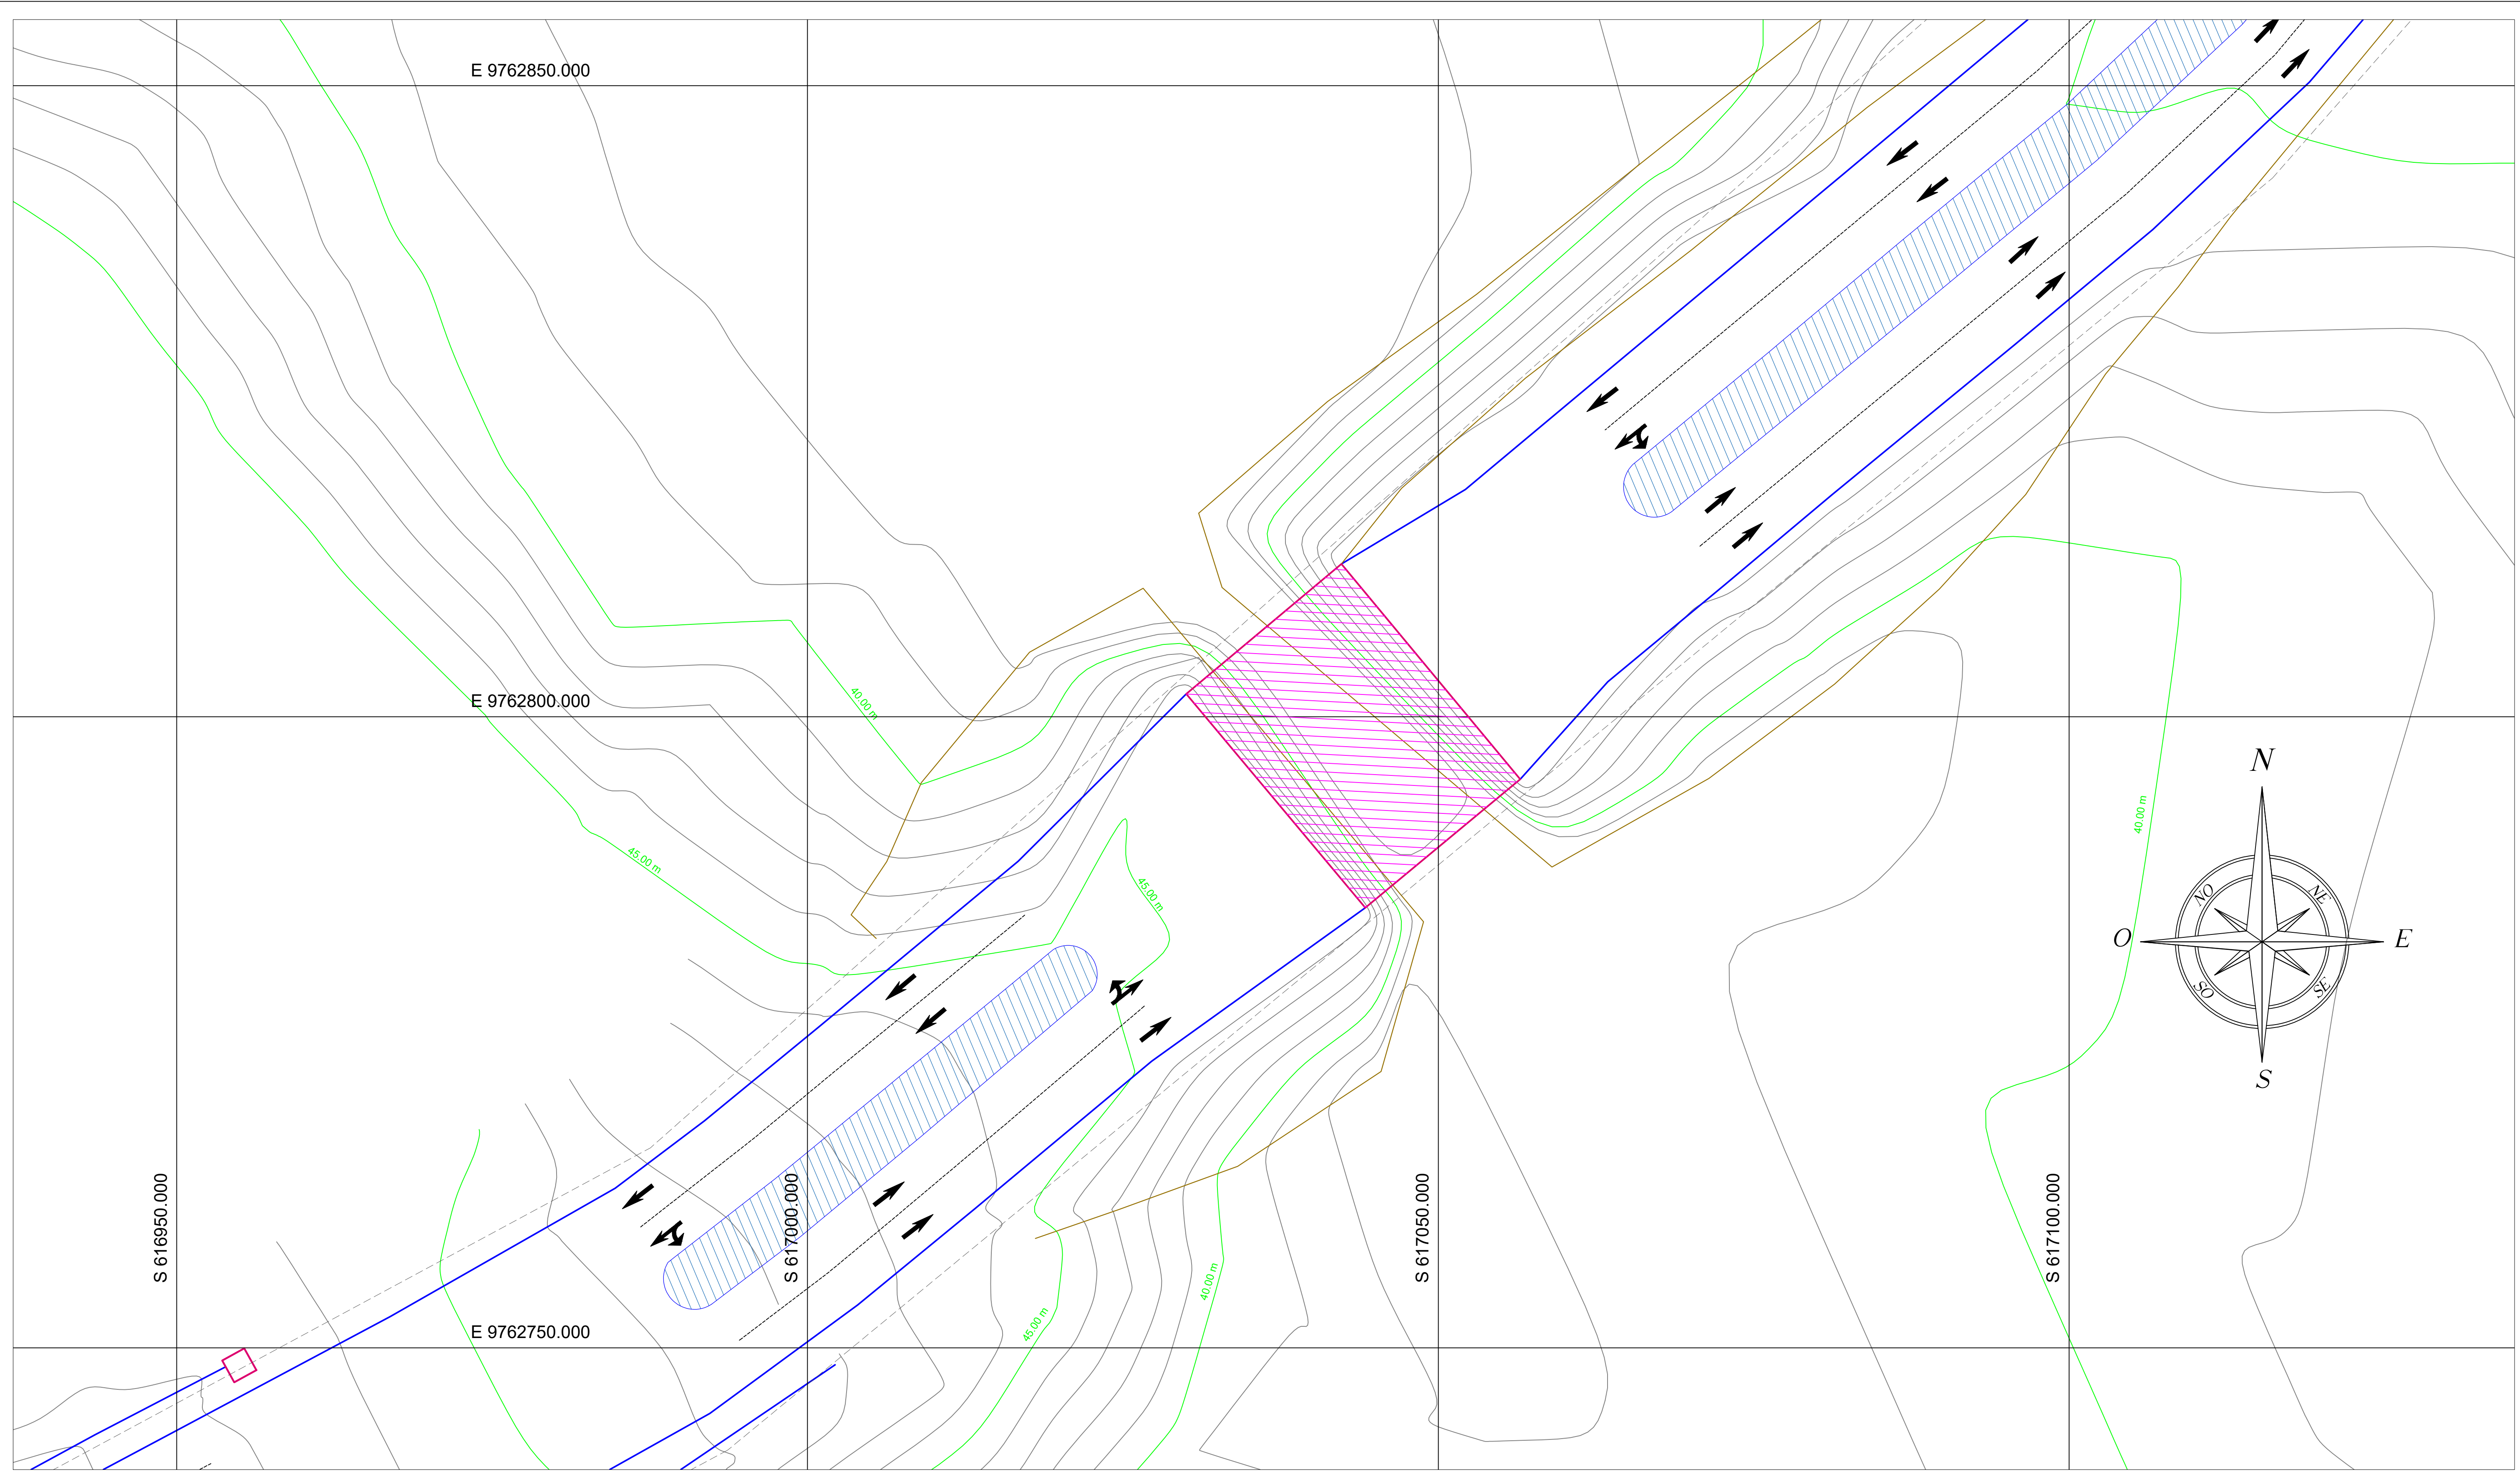 E 9762850.000
E 9762800.000
40.00 m
N
40.00 m
45.00 m
45.00 m
NO
NE
O
E
SO
SE
S
S 616950.000
S 617000.000
S 617050.000
S 617100.000
40.00 m
45.00 m
E 9762750.000